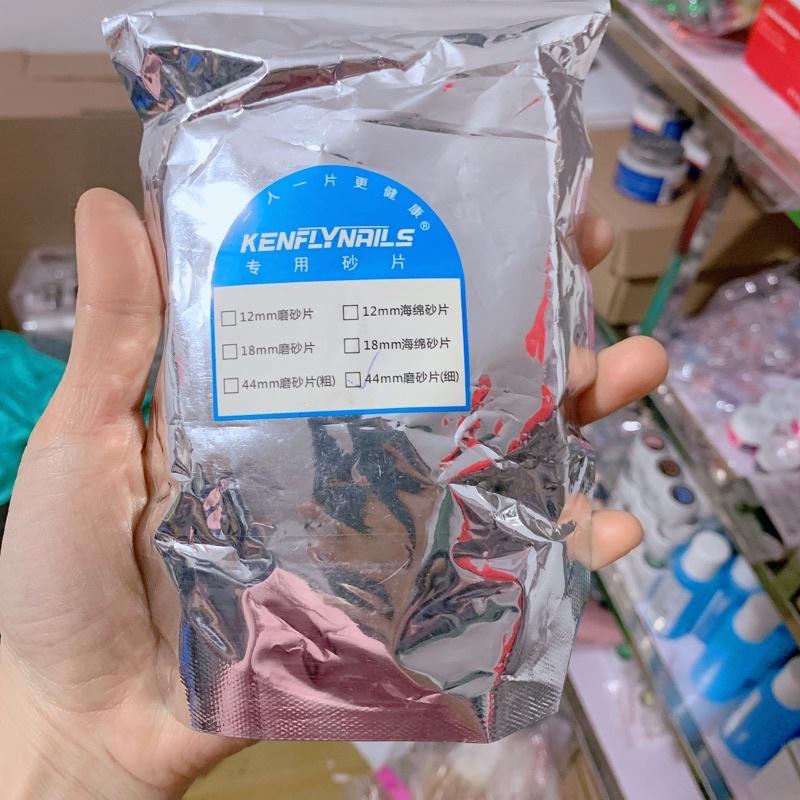 一人一片更健康
KENFLYNAILS®
专用砂片
□12mm磨砂片 □12mm海绵砂片
□18mm磨砂片 □18mm海绵砂片
□44mm磨砂片(粗) □44mm磨砂片(细)